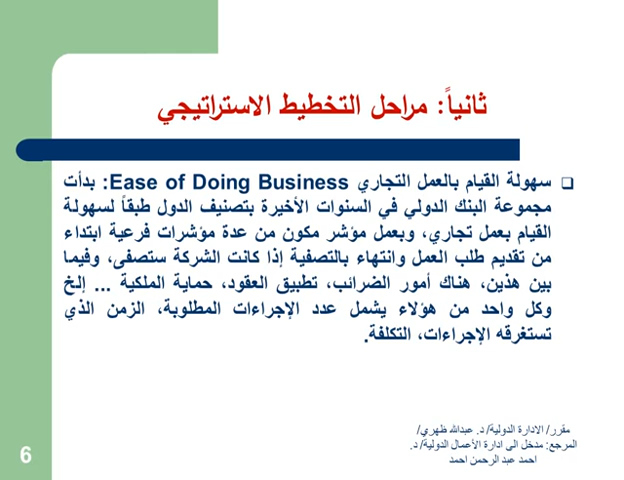 ثانياً: مراحل التخطيط الاستراتيجي
سهولة القيام بالعمل التجاري Ease of Doing Business: بدأت
مجموعة البنك الدولي في السنوات الأخيرة بتصنيف الدول طبقاً لسهولة
القيام بعمل تجاري، وبعمل مؤشر مكون من عدة مؤشرات فرعية ابتداء
من تقديم طلب العمل وانتهاء بالتصفية إذا كانت الشركة ستصفى، وفيما
بين هذين، هناك أمور الضرائب، تطبيق العقود، حماية الملكية ... إلخ
وكل واحد من هؤلاء يشمل عدد الإجراءات المطلوبة، الزمن الذي
تستغرقه الإجراءات، التكلفة.
مقرر/ الادارة الدولية/ د. عبدالله ظهري/
المرجع: مدخل الى ادارة الأعمال الدولية/ د.
احمد عبد الرحمن احمد
6